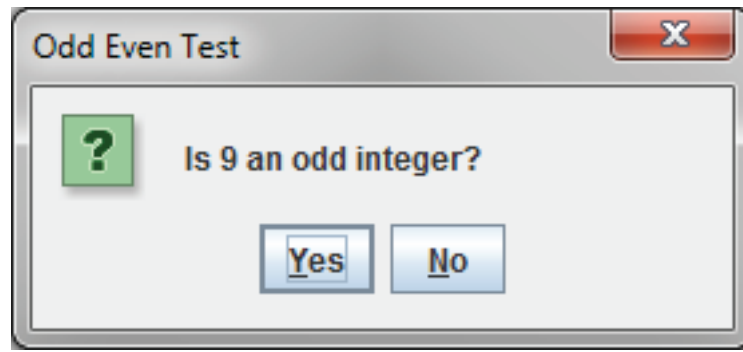 Odd Even Test
? Is 9 an odd integer?
Yes No